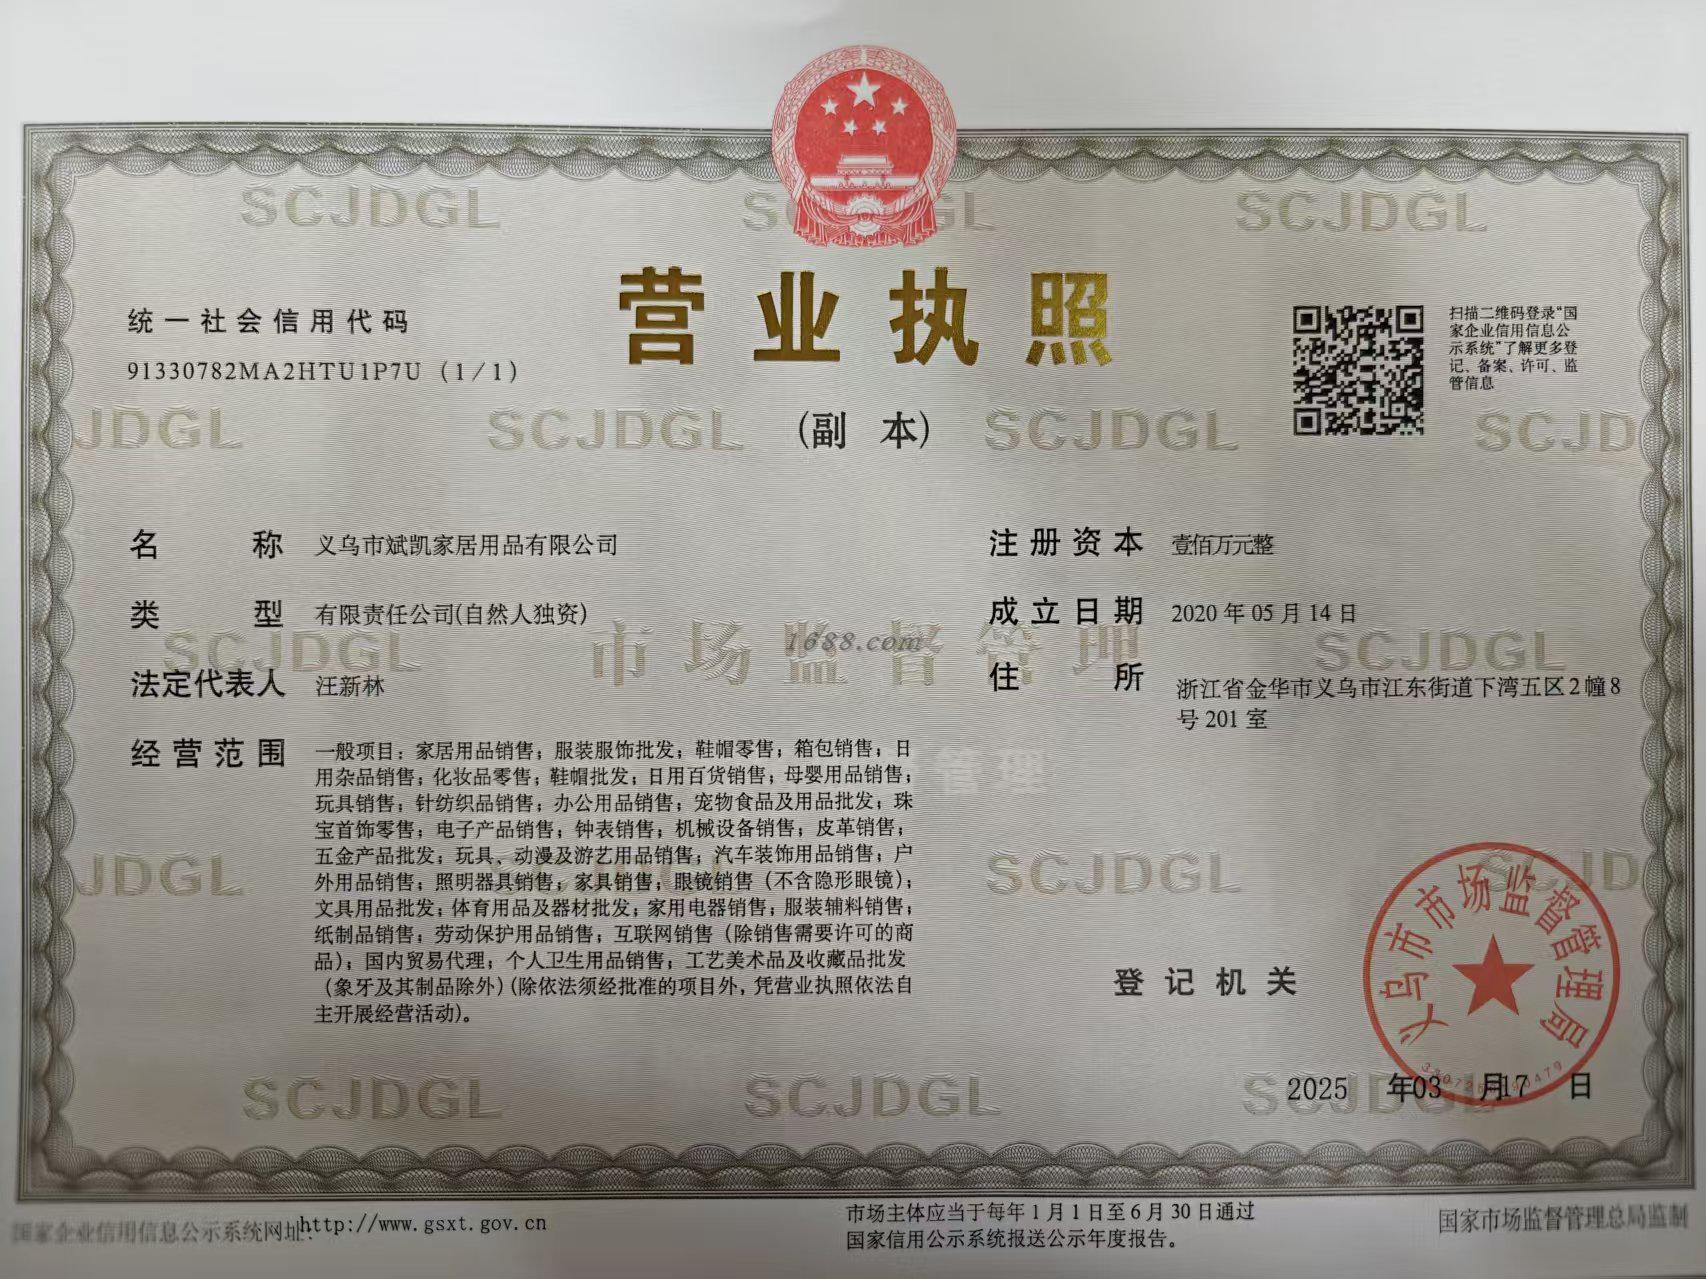 SCJDGL
SCJDGL
营业执照
(副 本)
统一社会信用代码
91330782MA2HTU1P7U (1/1)
扫描二维码登录“国
家企业信用信息公
示系统”了解更多登
记、备案、许可、监
管信息
JDGL
SCJDGL
SCJDGL
SCJD
名称 义乌市斌凯家居用品有限公司
类型 有限责任公司(自然人独资)
法定代表人 汪新林
经营范围 一般项目：家居用品销售；服装服饰批发；鞋帽零售；箱包销售；日
用杂品销售；化妆品零售；鞋帽批发；日用百货销售；母婴用品销售；
玩具销售；针纺织品销售；办公用品销售；宠物食品及用品批发；珠
宝首饰零售；电子产品销售；钟表销售；机械设备销售；皮革销售；
五金产品批发；玩具、动漫及游艺用品销售；汽车装饰用品销售；户
外用品销售；照明器具销售；家具销售；眼镜销售（不含隐形眼镜）；
文具用品批发；体育用品及器材批发；家用电器销售；服装辅料销售；
纸制品销售；劳动保护用品销售；互联网销售（除销售需要许可的商
品）；国内贸易代理；个人卫生用品销售；工艺美术品及收藏品批发
（象牙及其制品除外）(除依法须经批准的项目外，凭营业执照依法自
主开展经营活动)。
注册资本 壹佰万元整
成立日期 2020年05月14日
住所 浙江省金华市义乌市江东街道下湾五区2幢8
号201室
SCJDGL
市场监督管理
1688.com
SCJDGL
管理
JDGL
SCJDGL
登记机关
义乌市市场监督管理局
2025 年03 月17 日
SCJDGL
SCJDGL
SCJDGL
国家企业信用信息公示系统网址：http://www.gsxt.gov.cn
市场主体应当于每年1月1日至6月30日通过
国家信用公示系统报送公示年度报告。
国家市场监督管理总局监制